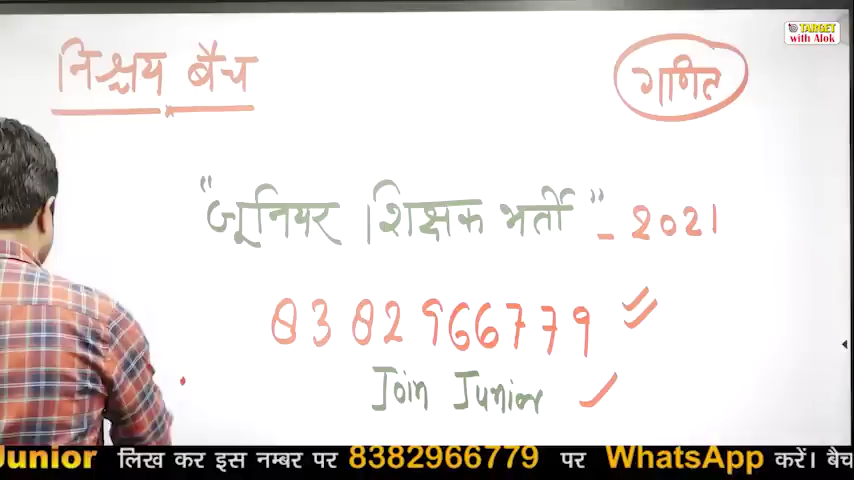 TARGET
with Alok
निश्चय बैच
गणित
"जूनियर शिक्षक भर्ती" - 2021
8382966779
Join Junior
Junior लिख कर इस नम्बर पर 8382966779 पर WhatsApp करें। बैच